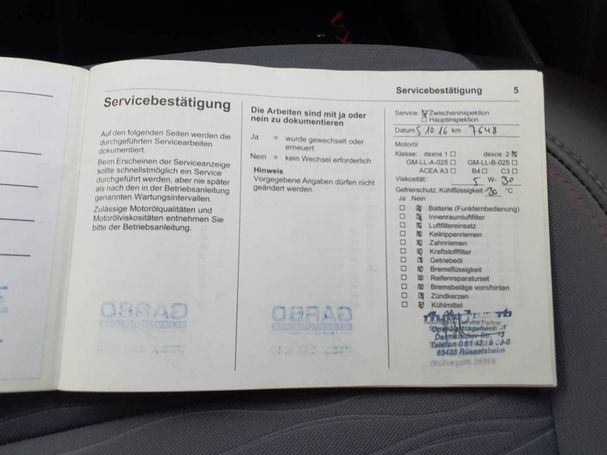 Servicebestätigung 5
Servicebestätigung
Auf den folgenden Seiten werden die
durchgeführten Servicearbeiten
dokumentiert.
Beim Erscheinen der Serviceanzeige
sollte schnellstmöglich ein Service
durchgeführt werden, aber nie später
als nach den in der Betriebsanleitung
genannten Wartungsintervallen.
Zulässige Motorölqualitäten und
Motorölviskositäten entnehmen Sie
bitte der Betriebsanleitung.
Die Arbeiten sind mit ja oder
nein zu dokumentieren
Ja = wurde gewechselt oder
erneuert
Nein = kein Wechsel erforderlich
Hinweis
Vorgegebene Angaben dürfen nicht
geändert werden.
Service: Zwischeninspektion
Hauptinspektion
Datum 5 10.16 km 7648
Motoröl
Klasse: dexos 1 dexos 2
GM-LL-A-025 GM-LL-B-025
ACEA A3 B4 C3
Viskosität: 5 W- 30
Gefrierschutz, Kühlflüssigkeit -30 °C
Ja Nein
Batterie (Funkfernbedienung)
Innenraumluftfilter
Luftfiltereinsatz
Keilrippenriemen
Zahnriemen
Kraftstofffilter
Getriebeöl
Bremsflüssigkeit
Reifenreparaturset
Bremsbeläge vorn/hinten
Zündkerzen
Kühlmittel
Service Partner
65428 Rüsselsheim